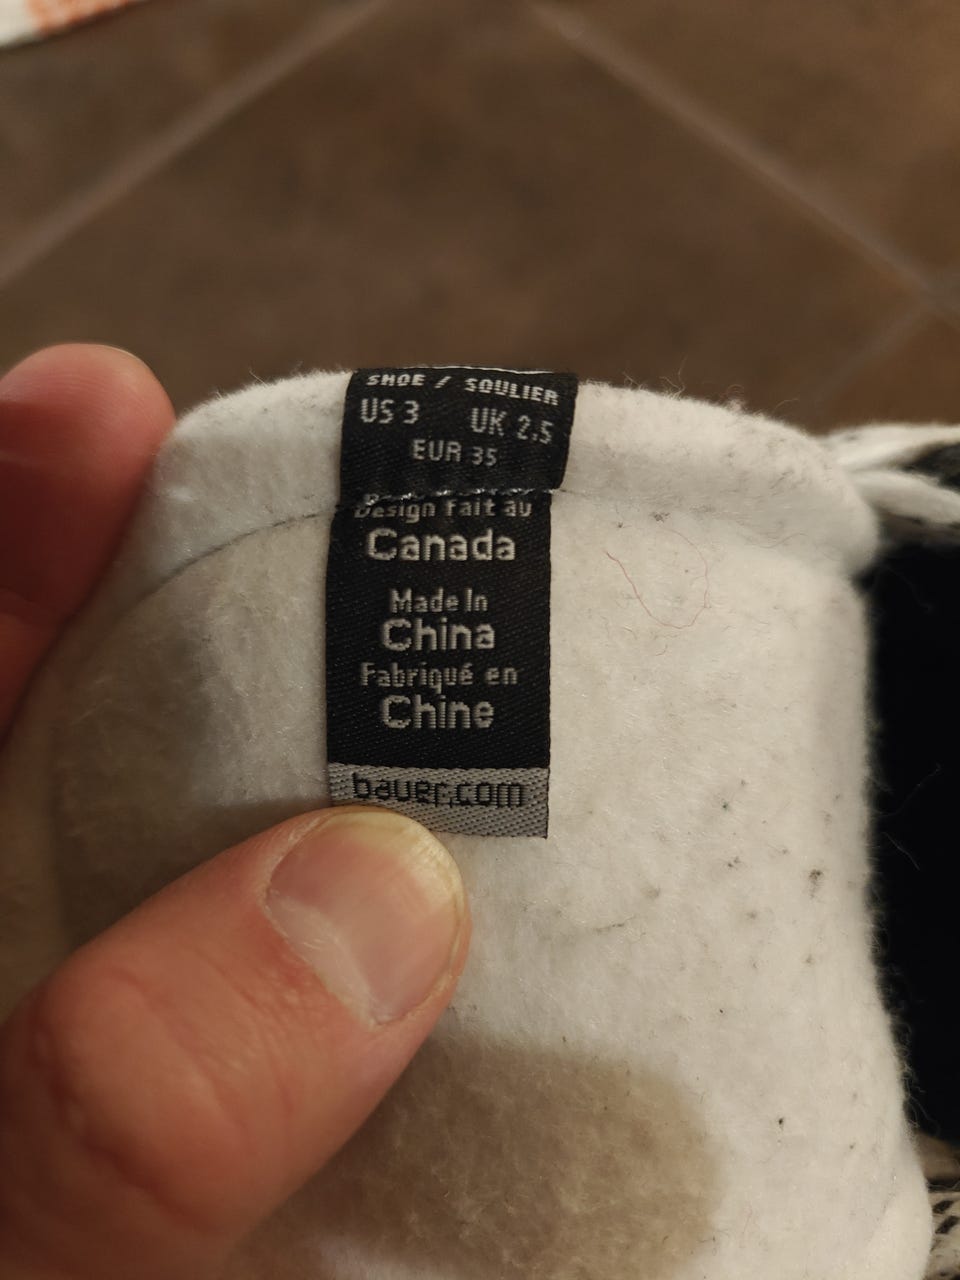 SHOE / SOULIER
US 3 UK 2.5
EUR 35
Design fait au
Canada
Made In
China
Fabriqué en
Chine
bauer.com